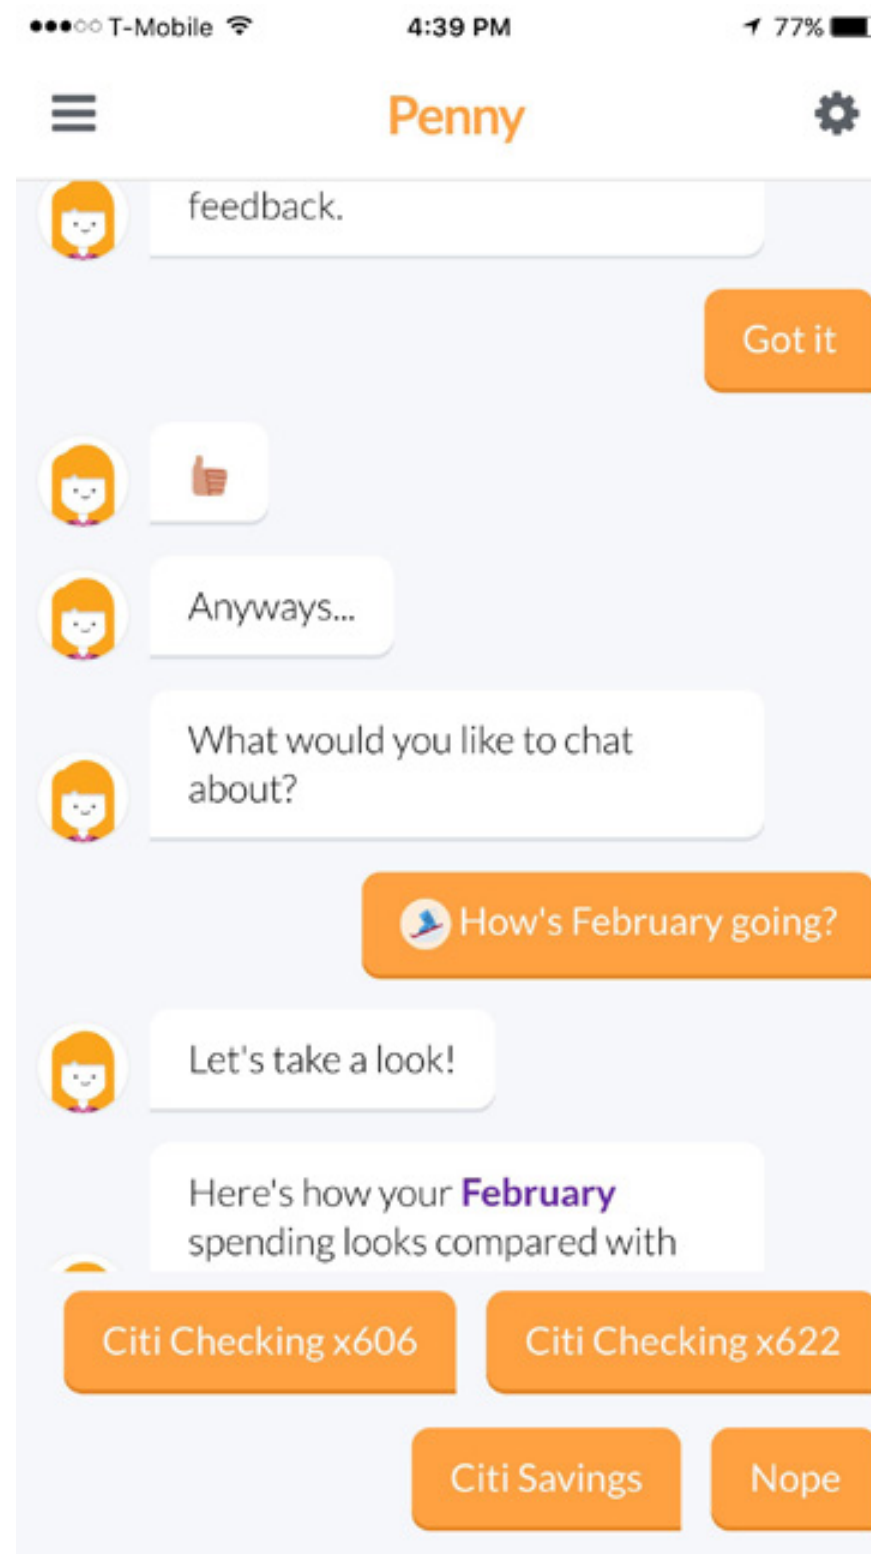 T-Mobile 4:39 PM 77%
Penny
feedback.
Got it
Anyways...
What would you like to chat
about?
How's February going?
Let's take a look!
Here's how your February
spending looks compared with
Citi Checking x606 Citi Checking x622
Citi Savings Nope